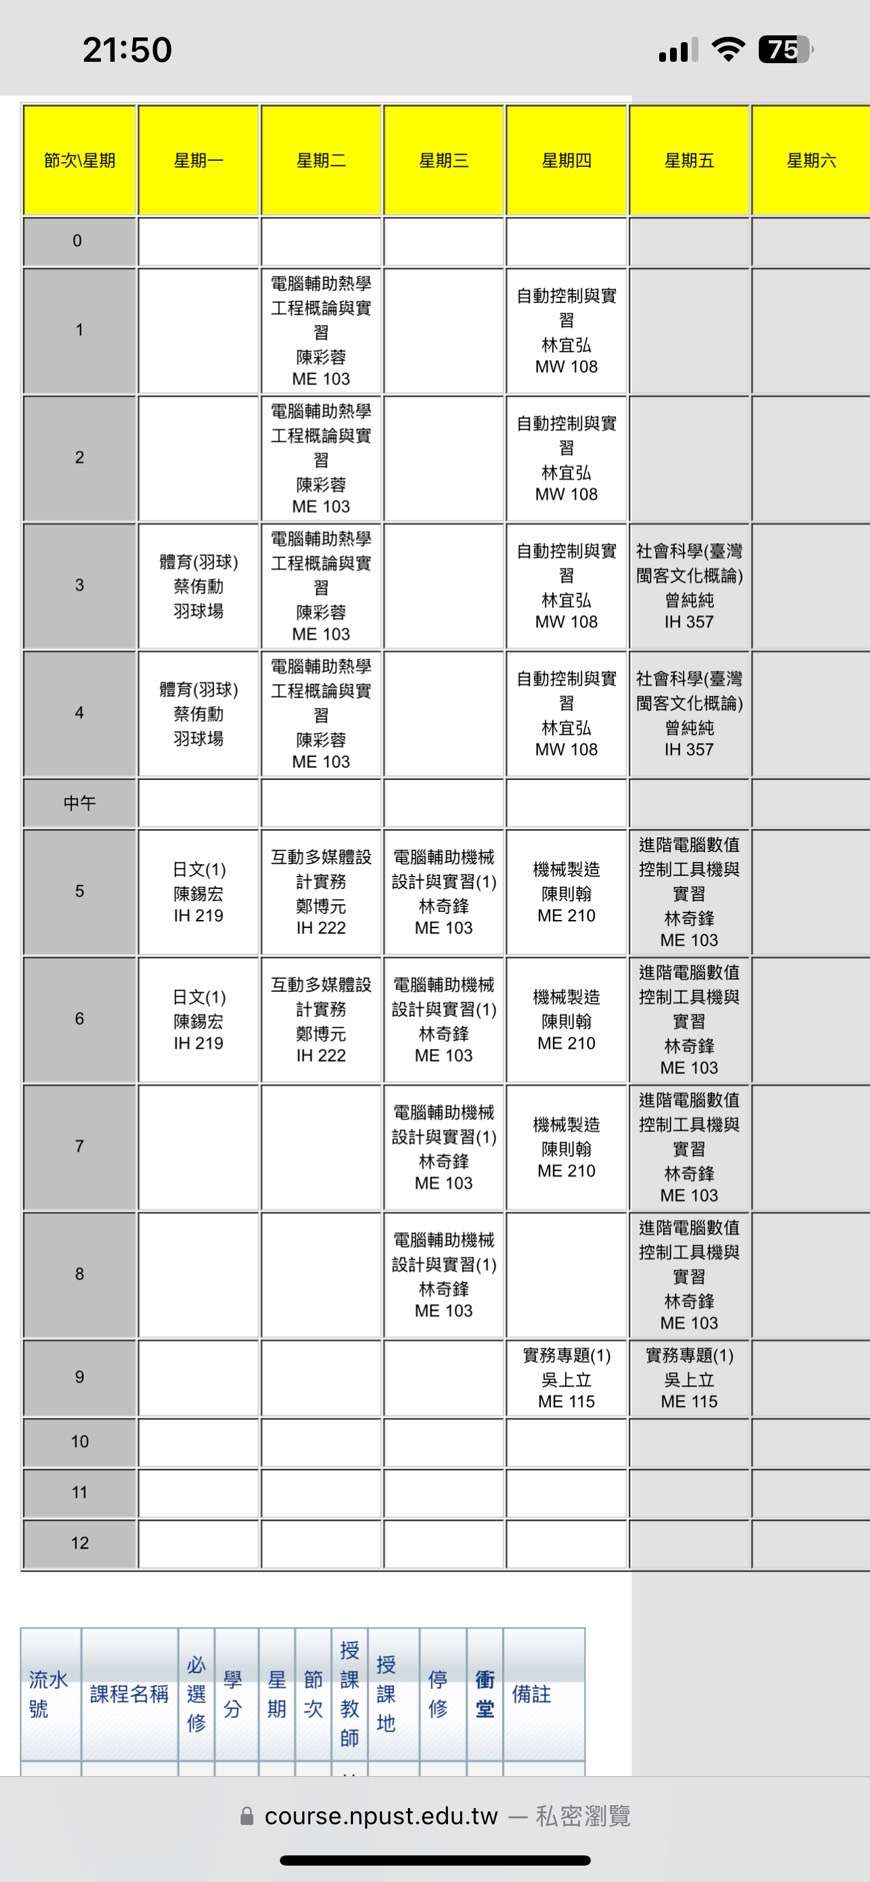 21:50
75
節次\星期 星期一 星期二 星期三 星期四 星期五 星期六
0
1
電腦輔助熱學
工程概論與實
習
陳彩蓉
ME 103
自動控制與實
習
林宜弘
MW 108
2
電腦輔助熱學
工程概論與實
習
陳彩蓉
ME 103
自動控制與實
習
林宜弘
MW 108
3
體育(羽球)
蔡侑勳
羽球場
電腦輔助熱學
工程概論與實
習
陳彩蓉
ME 103
自動控制與實
習
林宜弘
MW 108
社會科學(臺灣
閩客文化概論)
曾純純
IH 357
4
體育(羽球)
蔡侑勳
羽球場
電腦輔助熱學
工程概論與實
習
陳彩蓉
ME 103
自動控制與實
習
林宜弘
MW 108
社會科學(臺灣
閩客文化概論)
曾純純
IH 357
中午
5
日文(1)
陳錫宏
IH 219
互動多媒體設
計實務
鄭博元
IH 222
電腦輔助機械
設計與實習(1)
林奇鋒
ME 103
機械製造
陳則翰
ME 210
進階電腦數值
控制工具機與
實習
林奇鋒
ME 103
6
日文(1)
陳錫宏
IH 219
互動多媒體設
計實務
鄭博元
IH 222
電腦輔助機械
設計與實習(1)
林奇鋒
ME 103
機械製造
陳則翰
ME 210
進階電腦數值
控制工具機與
實習
林奇鋒
ME 103
7
電腦輔助機械
設計與實習(1)
林奇鋒
ME 103
機械製造
陳則翰
ME 210
進階電腦數值
控制工具機與
實習
林奇鋒
ME 103
8
電腦輔助機械
設計與實習(1)
林奇鋒
ME 103
進階電腦數值
控制工具機與
實習
林奇鋒
ME 103
9
實務專題(1)
吳上立
ME 115
實務專題(1)
吳上立
ME 115
10
11
12
流水
號
課程名稱
必
選
修
學
分
星
期
節
次
授
課
教
師
授
課
地
停
修
衝
堂
備註
course.npust.edu.tw — 私密瀏覽